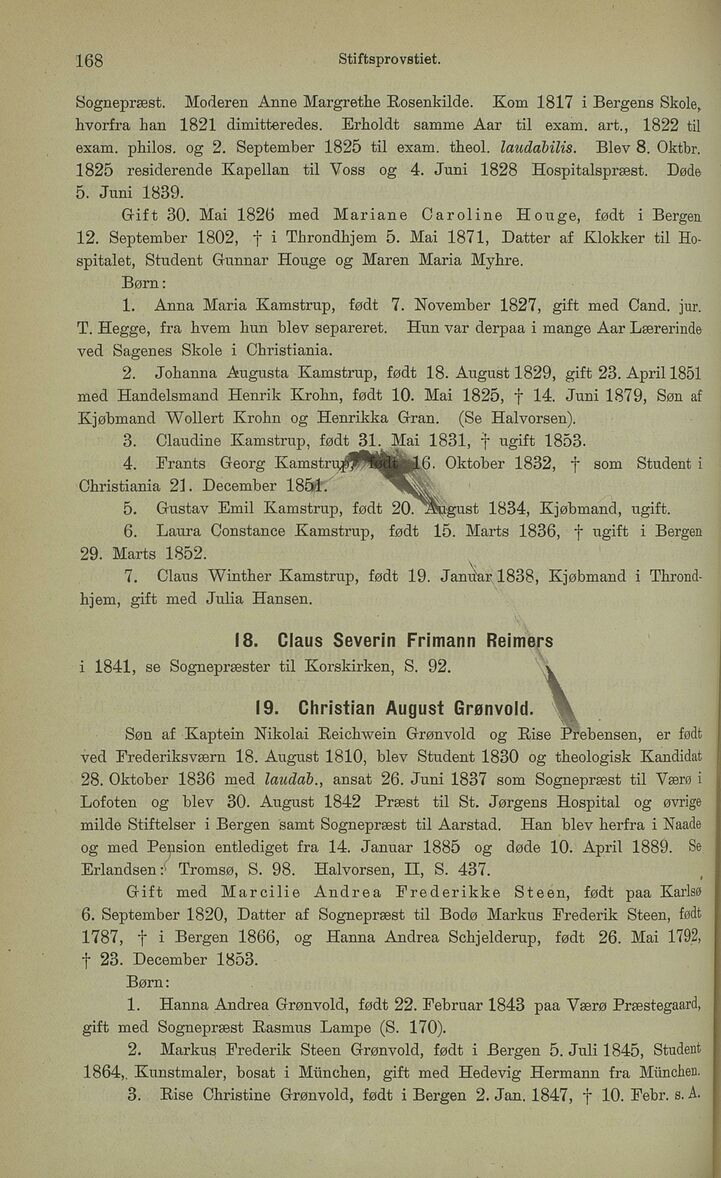 168
Stiftsprovstiet.
Sognepræst. Moderen Anne Margrethe Rosenkilde. Kom 1817 i Bergens Skole,
hvorfra han 1821 dimitteredes. Erholdt samme Aar til exam. art., 1822 til
exam. philos. og 2. September 1825 til exam. theol. laudabilis. Blev 8. Oktbr.
1825 residerende Kapellan til Voss og 4. Juni 1828 Hospitalspræst. Døde
5. Juni 1839.
Gift 30. Mai 1826 med Mariane Caroline Houge, født i Bergen
12. September 1802, † i Throndhjem 5. Mai 1871, Datter af Klokker til Ho-
spitalet, Student Gunnar Houge og Maren Maria Myhre.
Børn:
1. Anna Maria Kamstrup, født 7. November 1827, gift med Cand. jur.
T. Hegge, fra hvem hun blev separeret. Hun var derpaa i mange Aar Lærerinde
ved Sagenes Skole i Christiania.
2. Johanna Augusta Kamstrup, født 18. August 1829, gift 23. April 1851
med Handelsmand Henrik Krohn, født 10. Mai 1825, † 14. Juni 1879, Søn af
Kjøbmand Wollert Krohn og Henrikka Gran. (Se Halvorsen).
3. Claudine Kamstrup, født 31. Mai 1831, † ugift 1853.
4. Frants Georg Kamstrup, født 16. Oktober 1832, † som Student i
Christiania 21. December 1851.
5. Gustav Emil Kamstrup, født 20. August 1834, Kjøbmand, ugift.
6. Laura Constance Kamstrup, født 15. Marts 1836, † ugift i Bergen
29. Marts 1852.
7. Claus Winther Kamstrup, født 19. Januar 1838, Kjøbmand i Thrond-
hjem, gift med Julia Hansen.
18. Claus Severin Frimann Reimers
i 1841, se Sognepræster til Korskirken, S. 92.
19. Christian August Grønvold.
Søn af Kaptein Nikolai Reichwein Grønvold og Rise Prebensen, er født
ved Frederiksværn 18. August 1810, blev Student 1830 og theologisk Kandidat
28. Oktober 1836 med laudab., ansat 26. Juni 1837 som Sognepræst til Værø i
Lofoten og blev 30. August 1842 Præst til St. Jørgens Hospital og øvrige
milde Stiftelser i Bergen samt Sognepræst til Aarstad. Han blev herfra i Naade
og med Pension entlediget fra 14. Januar 1885 og døde 10. April 1889. Se
Erlandsen: Tromsø, S. 98. Halvorsen, II, S. 437.
Gift med Marcilie Andrea Frederikke Steen, født paa Karlsø
6. September 1820, Datter af Sognepræst til Bodø Markus Frederik Steen, født
1787, † i Bergen 1866, og Hanna Andrea Schjelderup, født 26. Mai 1792,
† 23. December 1853.
Børn:
1. Hanna Andrea Grønvold, født 22. Februar 1843 paa Værø Præstegaard,
gift med Sognepræst Rasmus Lampe (S. 170).
2. Markus Frederik Steen Grønvold, født i Bergen 5. Juli 1845, Student
1864, Kunstmaler, bosat i München, gift med Hedevig Hermann fra München.
3. Rise Christine Grønvold, født i Bergen 2. Jan. 1847, † 10. Febr. s. A.